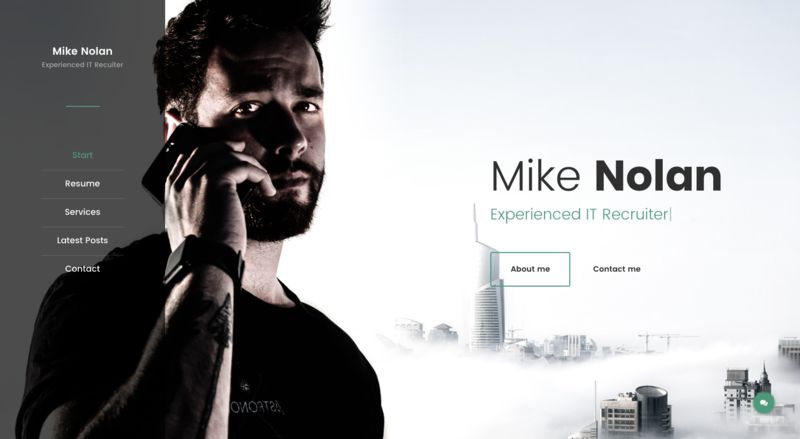 Mike Nolan
Experienced IT Recruiter
Start
Resume
Services
Latest Posts
Contact
Mike Nolan
Experienced IT Recruiter|
About me
Contact me